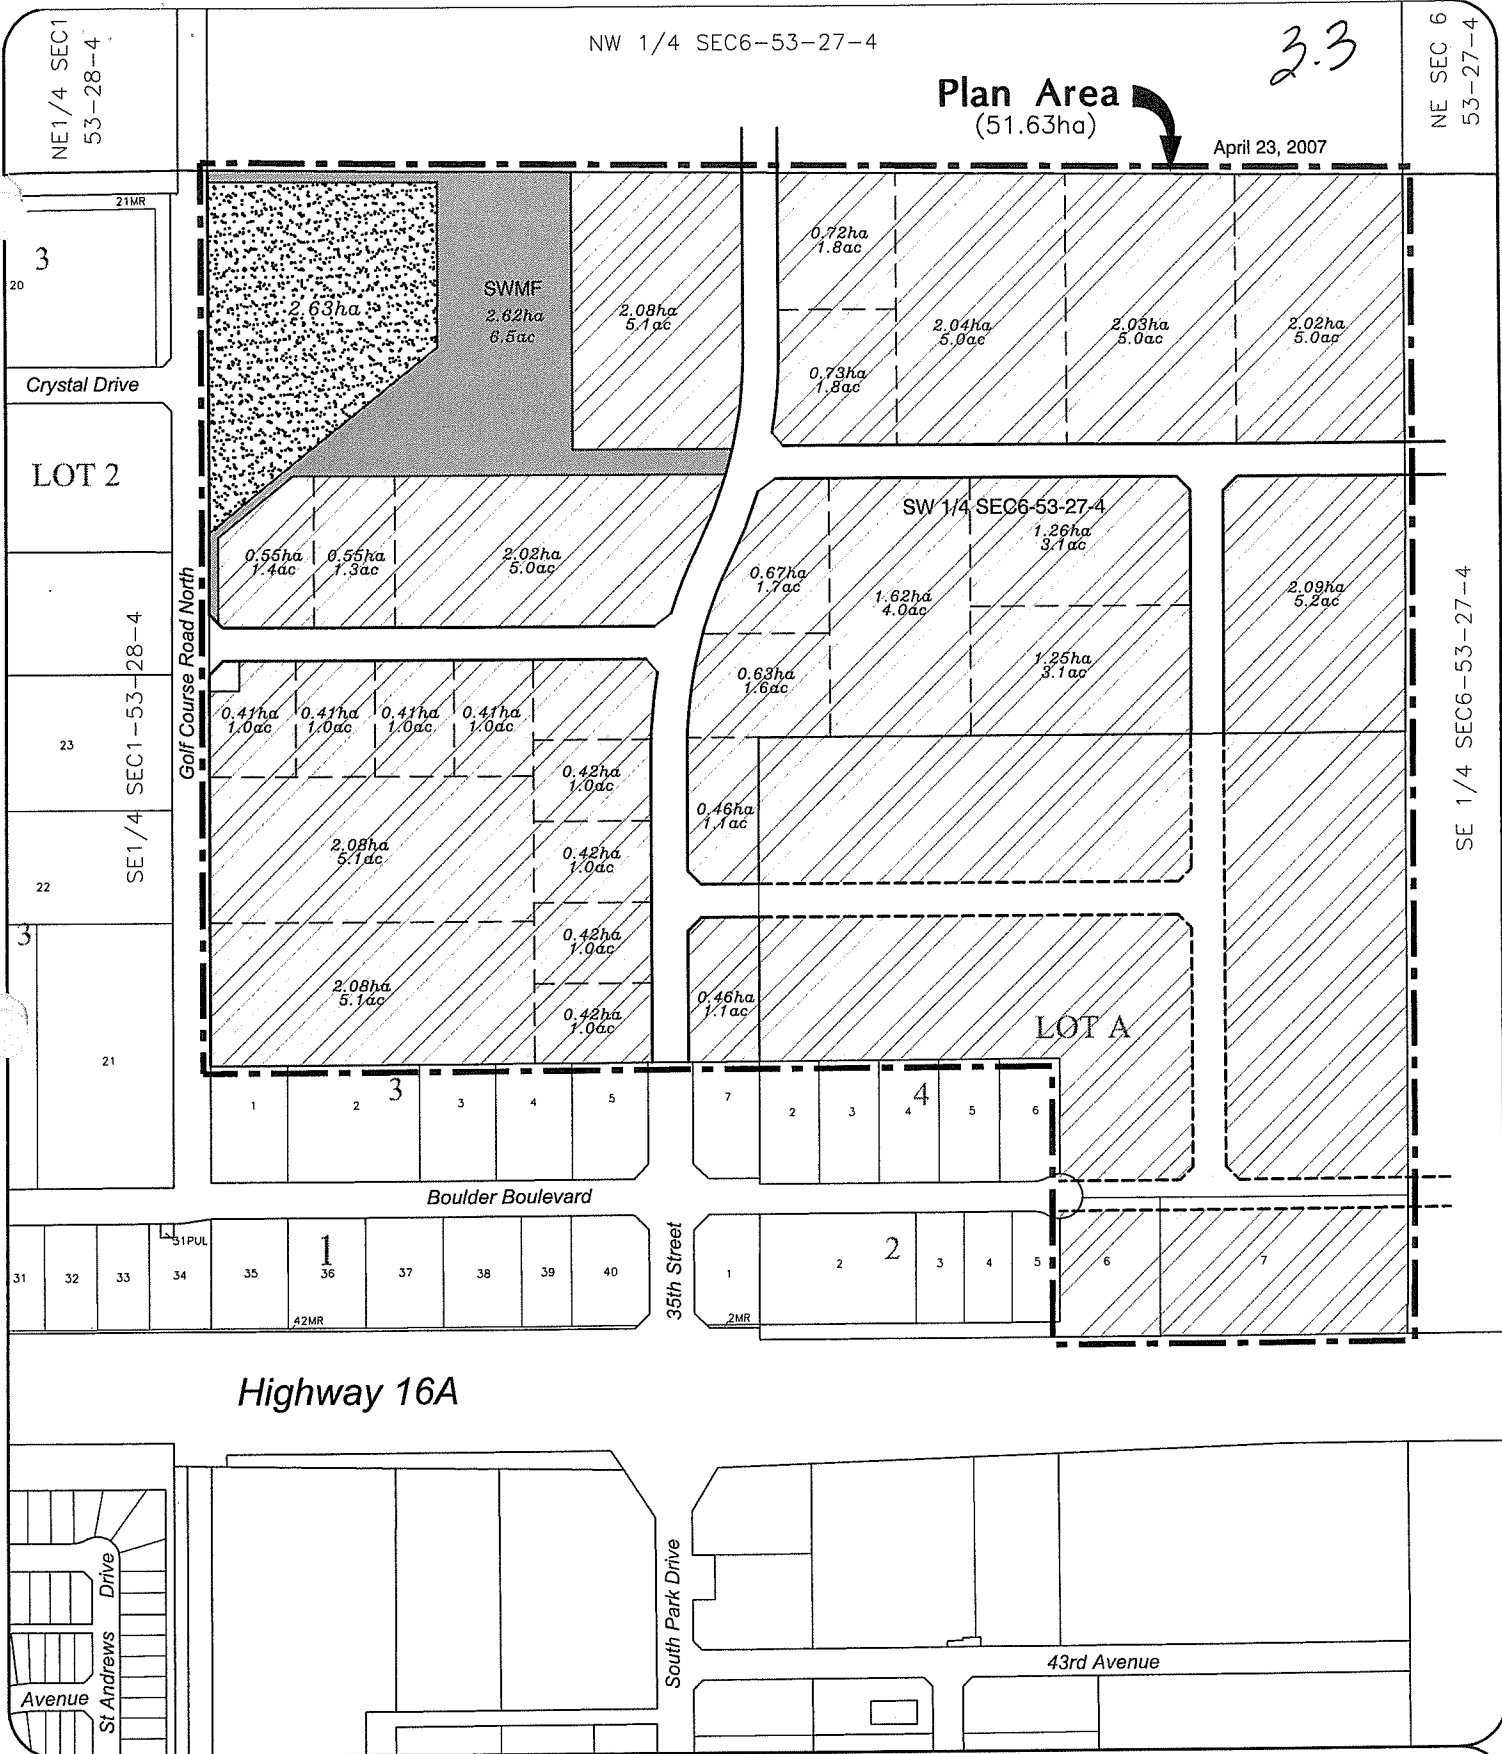 NE1/4 SEC1
53-28-4
NW 1/4 SEC6-53-27-4
3.3
NE SEC 6
53-27-4
Plan Area
(51.63ha)
April 23, 2007
21MR
3
20
Crystal Drive
LOT 2
2.63ha
SWMF
2.62ha
6.5ac
2.08ha
5.1ac
0.72ha
1.8ac
0.73ha
1.8ac
2.04ha
5.0ac
2.03ha
5.0ac
2.02ha
5.0ac
0.55ha
1.4ac
0.55ha
1.3ac
2.02ha
5.0ac
SW 1/4 SEC6-53-27-4
1.26ha
3.1ac
0.67ha
1.7ac
1.62ha
4.0ac
2.09ha
5.2ac
0.63ha
1.6ac
1.25ha
3.1ac
Golf Course Road North
SE1/4 SEC1-53-28-4
SE 1/4 SEC6-53-27-4
23
22
3
21
0.41ha
1.0ac
0.41ha
1.0ac
0.41ha
1.0ac
0.41ha
1.0ac
0.42ha
1.0ac
0.42ha
1.0ac
0.42ha
1.0ac
0.42ha
1.0ac
2.08ha
5.1ac
2.08ha
5.1ac
0.46ha
1.1ac
0.46ha
1.1ac
LOT A
3
4
1
2
3
4
5
7
2
3
4
5
6
Boulder Boulevard
35th Street
31
32
33
51PUL
34
35
1
36
42MR
37
38
39
40
1
2MR
2
2
3
4
5
6
7
Highway 16A
St Andrews Drive
Avenue
South Park Drive
43rd Avenue